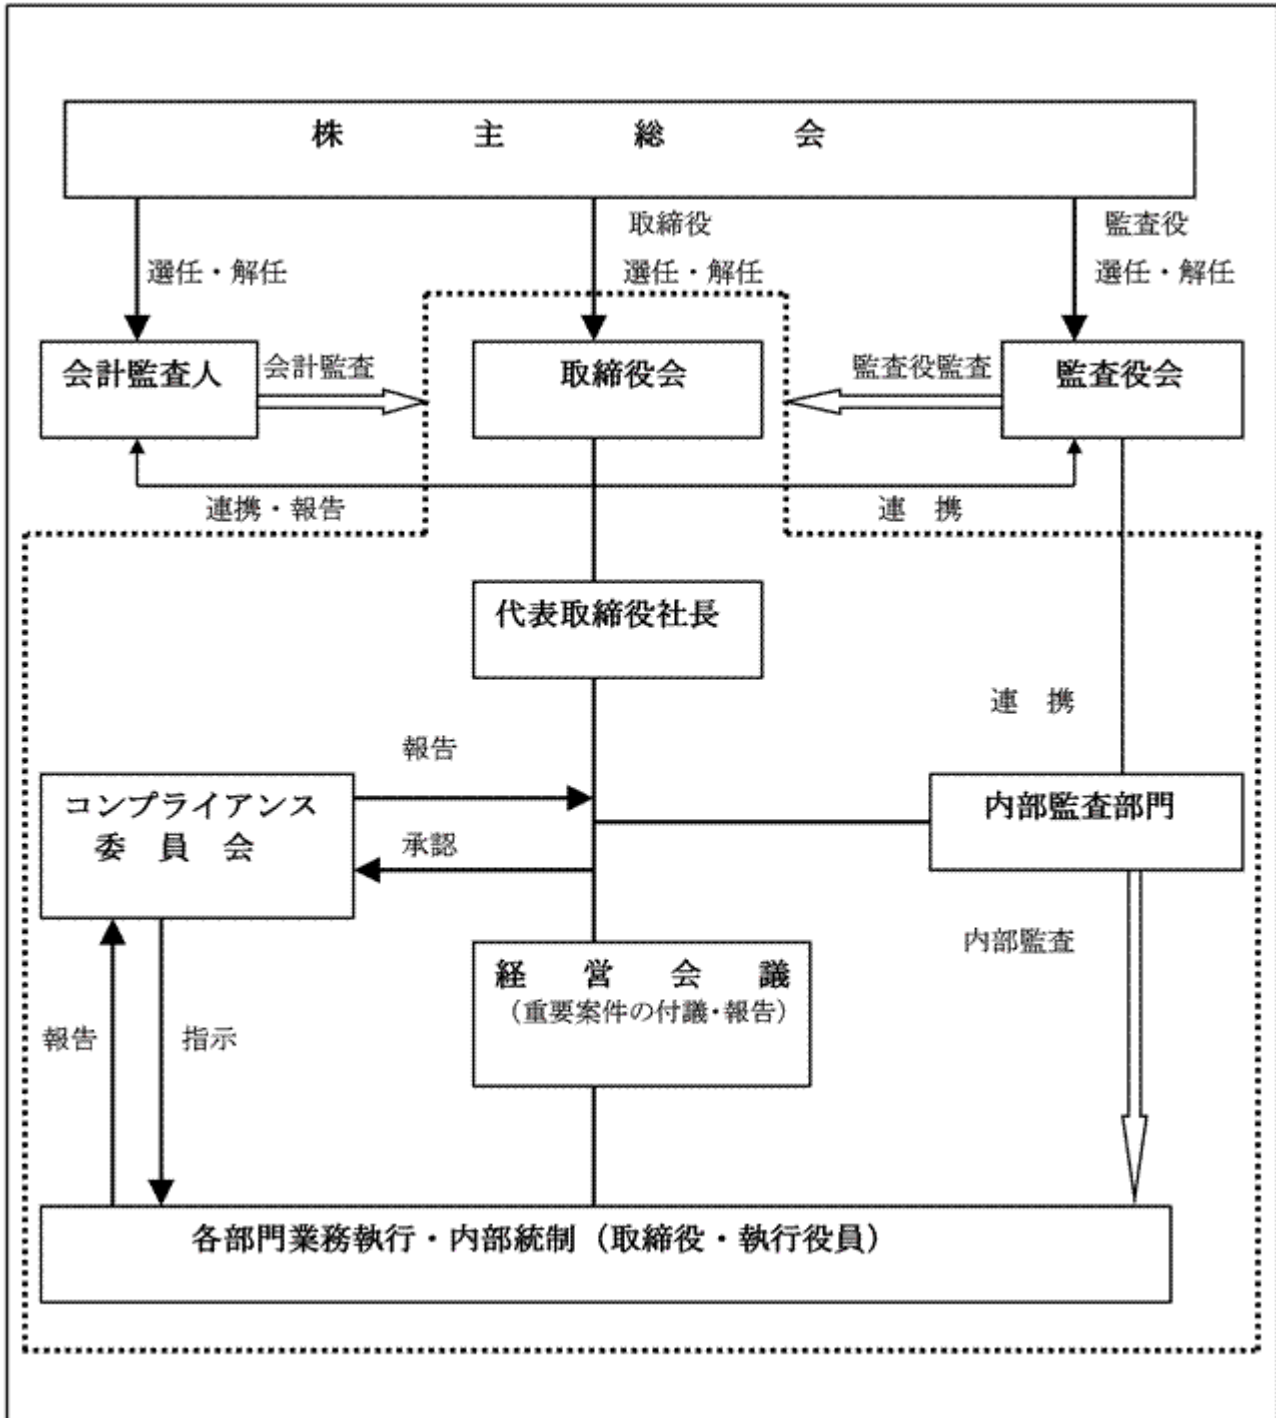 株主総会
取締役
監査役
選任・解任
選任・解任
選任・解任
会計監査人
会計監査
取締役会
監査役監査
監査役会
連携・報告
連 携
代表取締役社長
連 携
報告
コンプライアンス
委 員 会
承認
内部監査部門
内部監査
経 営 会 議
(重要案件の付議・報告)
報告
指示
各部門業務執行・内部統制(取締役・執行役員)